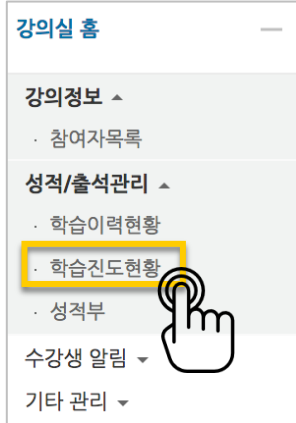 강의실 홈
강의정보
· 참여자목록
성적/출석관리
· 학습이력현황
· 학습진도현황
· 성적부
수강생 알림
기타 관리